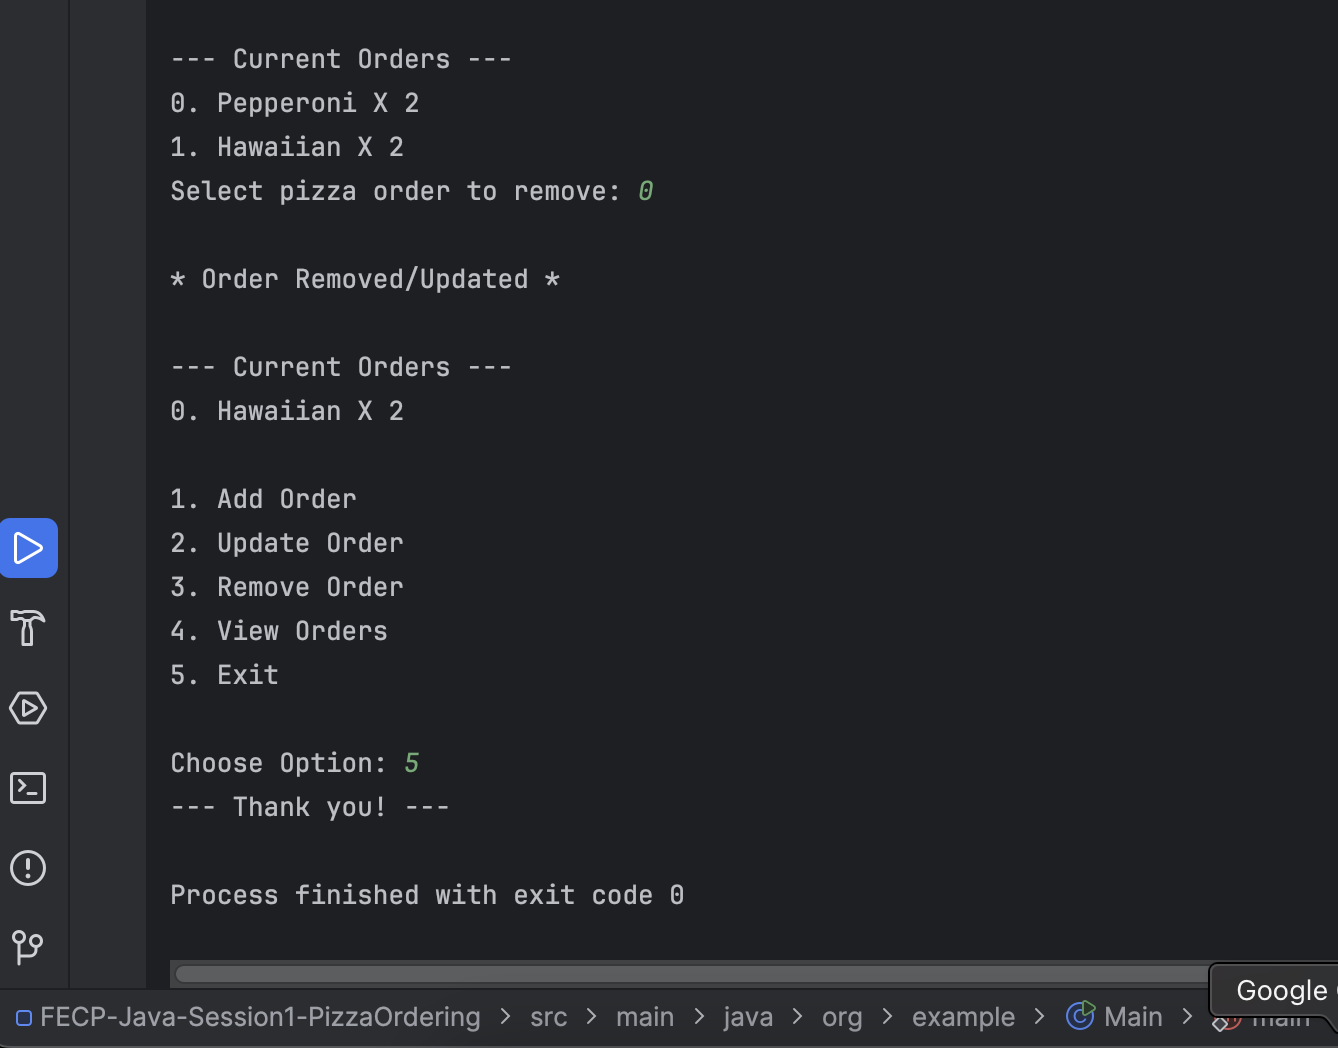 --- Current Orders ---
0. Pepperoni X 2
1. Hawaiian X 2
Select pizza order to remove: 0
* Order Removed/Updated *
--- Current Orders ---
0. Hawaiian X 2
1. Add Order
2. Update Order
3. Remove Order
4. View Orders
5. Exit
Choose Option: 5
--- Thank you! ---
Process finished with exit code 0
Google
FECP-Java-Session1-PizzaOrdering > src > main > java > org > example > Main > main